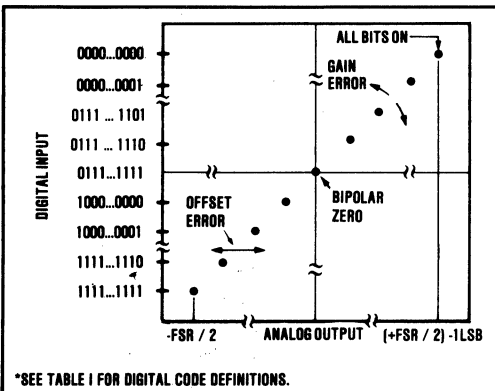 ALL BITS ON
0000...0000
GAIN
ERROR
0000...0001
0111 ... 1101
0111 ... 1110
0111...1111
DIGITAL INPUT
BIPOLAR
ZERO
1000...0000
OFFSET
ERROR
1000...0001
1111...1110
1111...1111
-FSR / 2
ANALOG OUTPUT
(+FSR / 2) -1LSB
*SEE TABLE I FOR DIGITAL CODE DEFINITIONS.